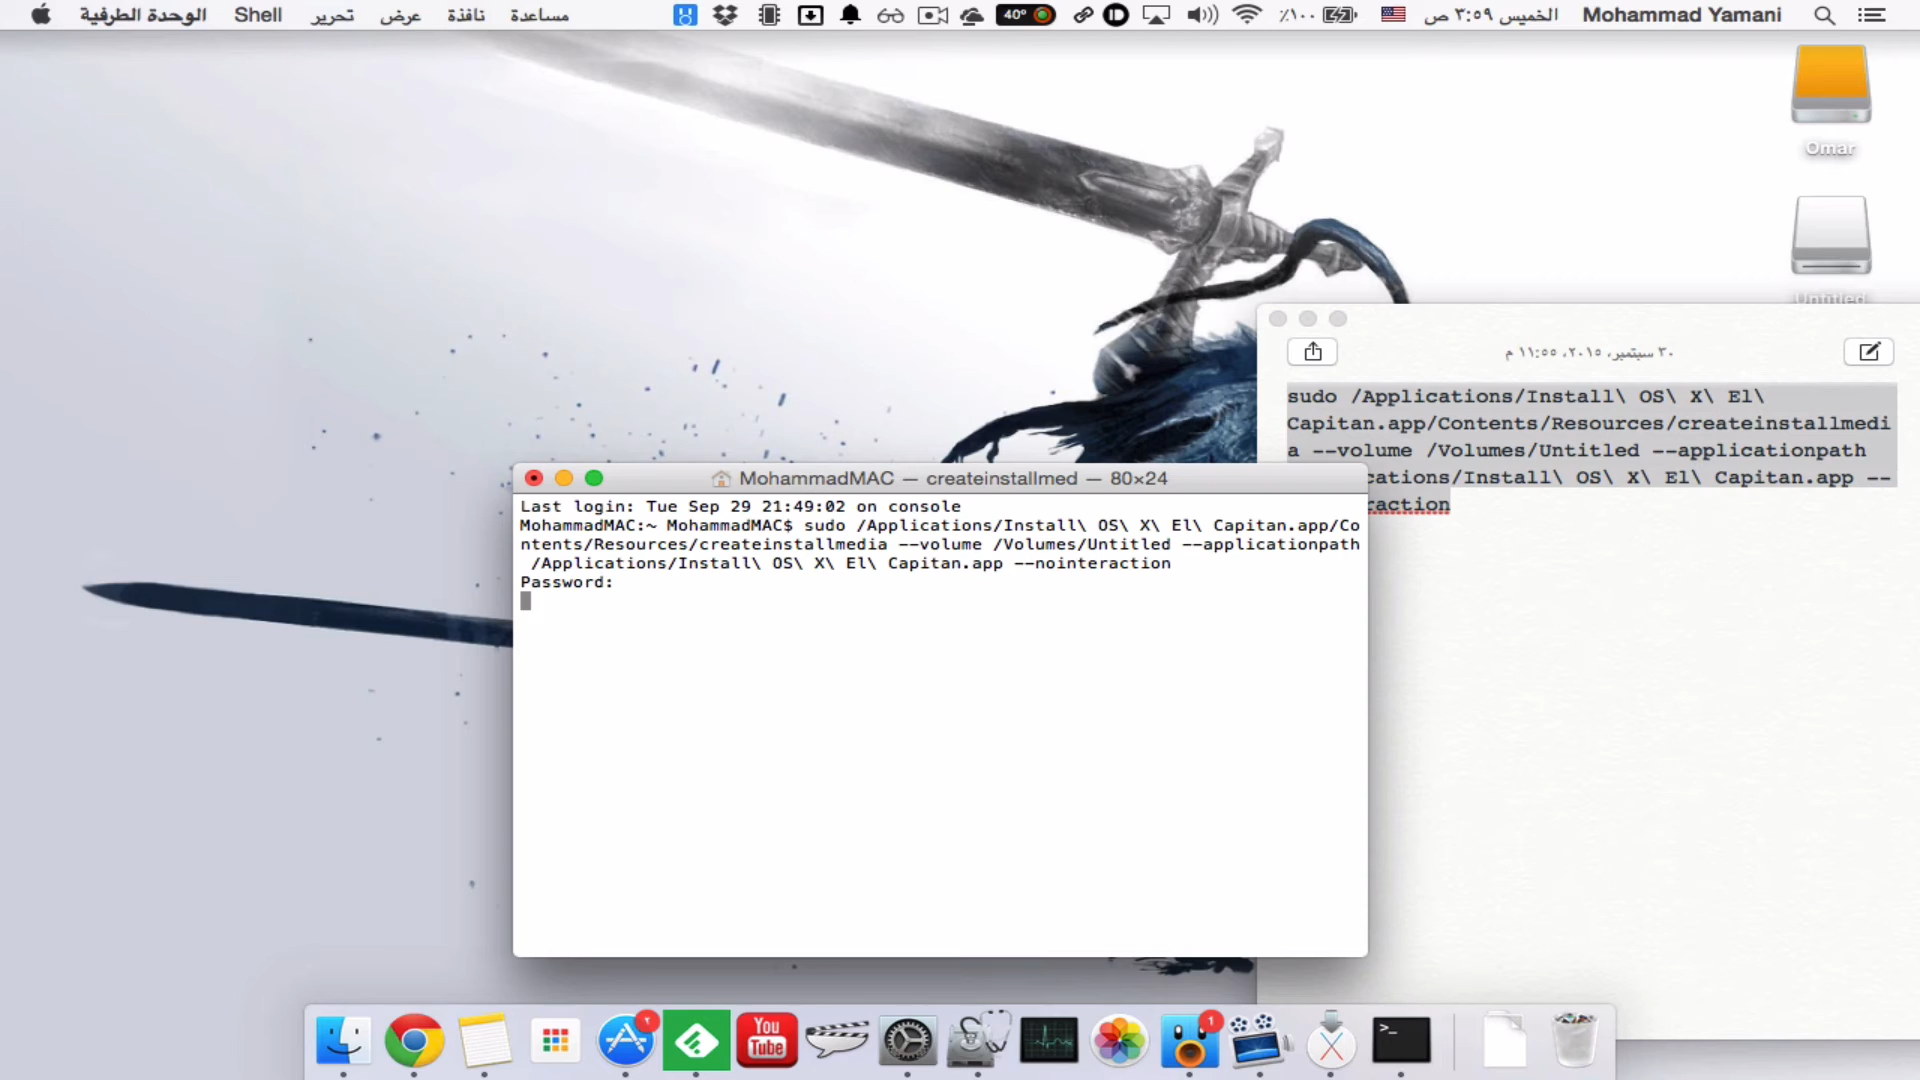 الوحدة الطرفية Shell تحرير عرض نافذة مساعدة 40° ٪١٠٠ الخميس ٣:٥٩ ص Mohammad Yamani
Omar
Untitled
٣٠ سبتمبر، ٢٠١٥، ١١:٥٥ م
sudo /Applications/Install\ OS\ X\ El\
Capitan.app/Contents/Resources/createinstallmedi
a --volume /Volumes/Untitled --applicationpath
cations/Install\ OS\ X\ El\ Capitan.app --
raction
MohammadMAC — createinstallmed — 80×24
Last login: Tue Sep 29 21:49:02 on console
MohammadMAC:~ MohammadMAC$ sudo /Applications/Install\ OS\ X\ El\ Capitan.app/Co
ntents/Resources/createinstallmedia --volume /Volumes/Untitled --applicationpath
/Applications/Install\ OS\ X\ El\ Capitan.app --nointeraction
Password:
٢
You
Tube
1
>_